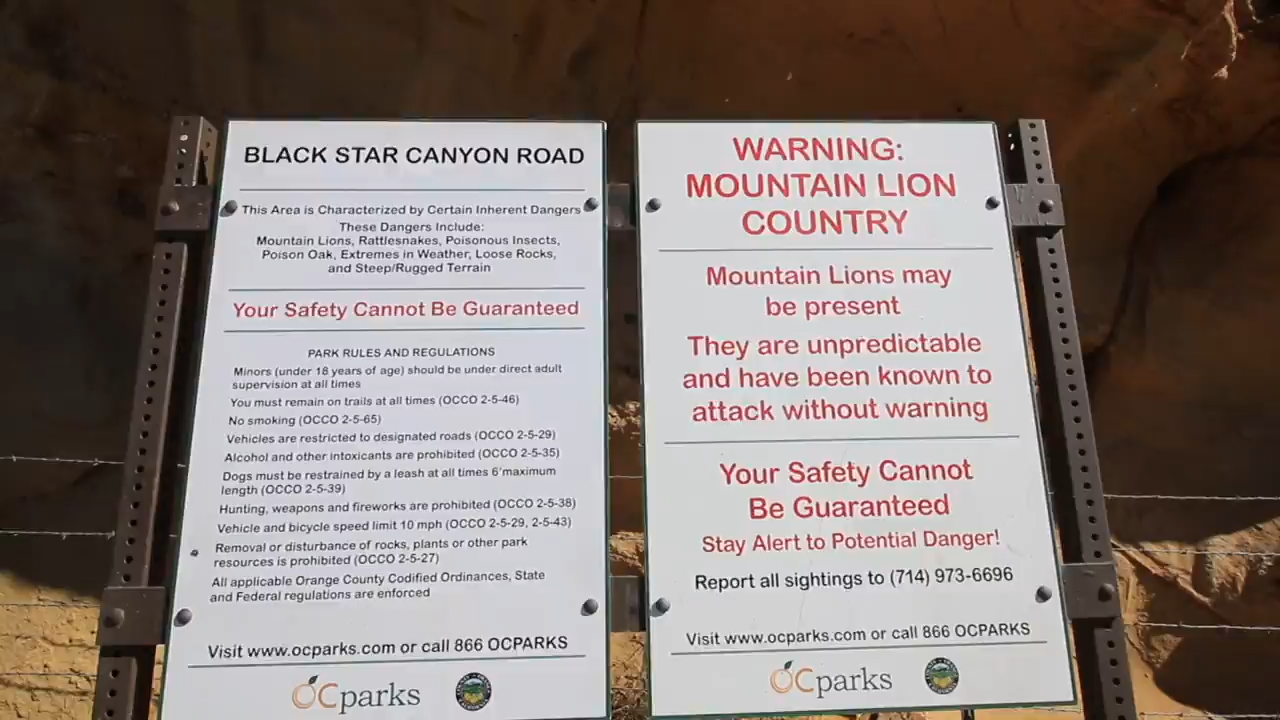 BLACK STAR CANYON ROAD
This Area is Characterized by Certain Inherent Dangers
These Dangers Include:
Mountain Lions, Rattlesnakes, Poisonous Insects,
Poison Oak, Extremes in Weather, Loose Rocks,
and Steep/Rugged Terrain
Your Safety Cannot Be Guaranteed
PARK RULES AND REGULATIONS
Minors (under 18 years of age) should be under direct adult
supervision at all times
You must remain on trails at all times (OCCO 2-5-46)
No smoking (OCCO 2-5-65)
Vehicles are restricted to designated roads (OCCO 2-5-29)
Alcohol and other intoxicants are prohibited (OCCO 2-5-35)
Dogs must be restrained by a leash at all times 6'maximum
length (OCCO 2-5-39)
Hunting, weapons and fireworks are prohibited (OCCO 2-5-38)
Vehicle and bicycle speed limit 10 mph (OCCO 2-5-29, 2-5-43)
Removal or disturbance of rocks, plants or other park
resources is prohibited (OCCO 2-5-27)
All applicable Orange County Codified Ordinances, State
and Federal regulations are enforced
Visit www.ocparks.com or call 866 OCPARKS
OCparks
WARNING:
MOUNTAIN LION
COUNTRY
Mountain Lions may
be present
They are unpredictable
and have been known to
attack without warning
Your Safety Cannot
Be Guaranteed
Stay Alert to Potential Danger!
Report all sightings to (714) 973-6696
Visit www.ocparks.com or call 866 OCPARKS
OCparks